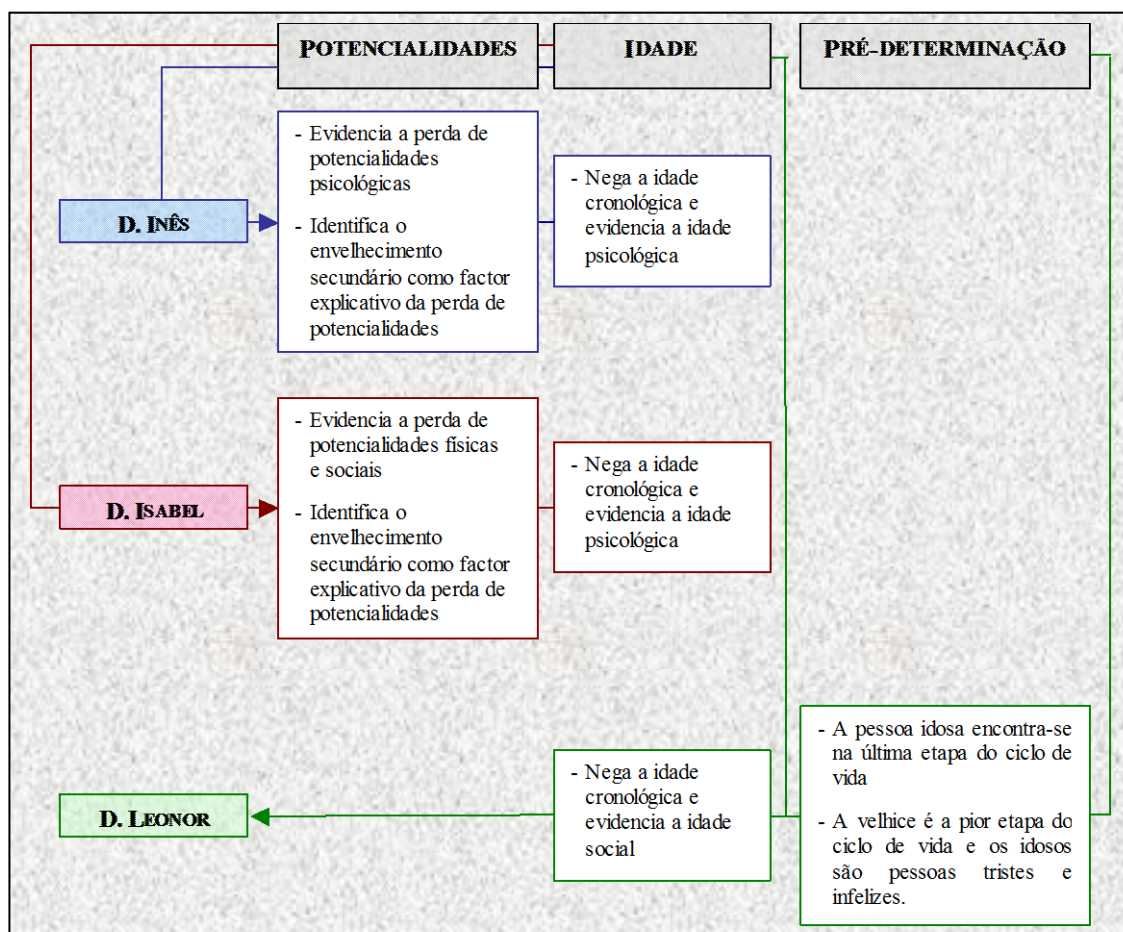 POTENCIALIDADES
IDADE
PRÉ-DETERMINAÇÃO
D. INÊS
- Evidencia a perda de
potencialidades
psicológicas
- Identifica o
envelhecimento
secundário como factor
explicativo da perda de
potencialidades
- Nega a idade
cronológica e
evidencia a idade
psicológica
D. ISABEL
- Evidencia a perda de
potencialidades físicas
e sociais
- Identifica o
envelhecimento
secundário como factor
explicativo da perda de
potencialidades
- Nega a idade
cronológica e
evidencia a idade
psicológica
D. LEONOR
- Nega a idade
cronológica e
evidencia a idade
social
- A pessoa idosa encontra-se
na última etapa do ciclo de
vida
- A velhice é a pior etapa do
ciclo de vida e os idosos
são pessoas tristes e
infelizes.